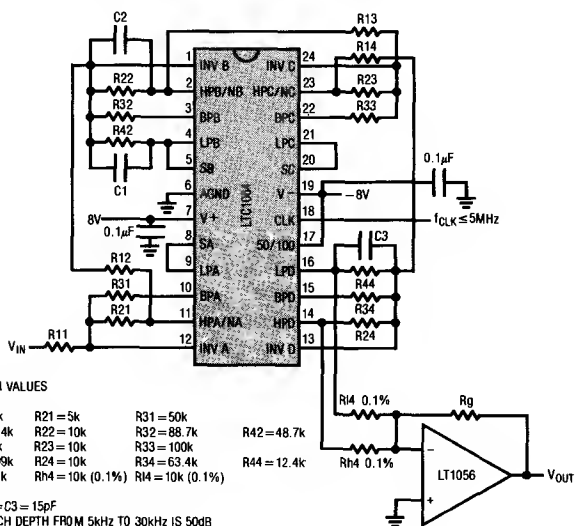 C2
R13
R14
1
INV B
INV C
24
R22
2
HPB/NB
HPC/NC
23
R23
R32
3
BPB
BPC
22
R33
R42
4
LPB
LPC
21
C1
5
SB
SC
20
0.1μF
6
AGND
V−
19
−8V
8V
7
V+
CLK
18
fCLK≤5MHz
0.1μF
8
SA
50/100
17
C3
R12
9
LPA
LPD
16
R44
R31
10
BPA
BPD
15
R34
R21
11
HPA/NA
HPD
14
R24
VIN
R11
12
INV A
INV D
13
VALUES
R21=5k R31=50k
R22=10k R32=88.7k R42=48.7k
R23=10k R33=100k
R24=10k R34=63.4k R44=12.4k
Rh4=10k (0.1%) Rl4=10k (0.1%)
=C3=15pF
CH DEPTH FROM 5kHz TO 30kHz IS 50dB
Rl4 0.1%
Rg
Rh4 0.1%
−
LT1056
+
VOUT